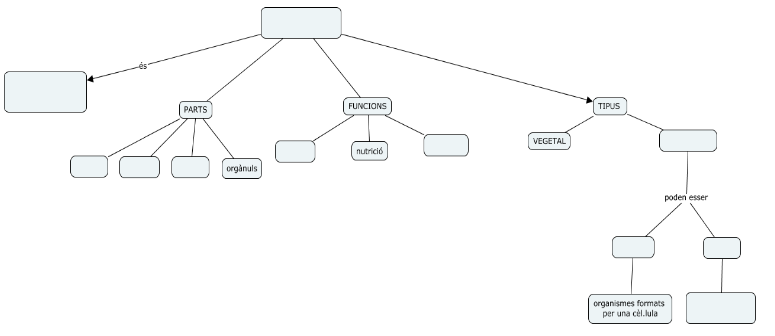 és
PARTS
FUNCIONS
TIPUS
orgànuls
nutrició
VEGETAL
poden esser
organismes formats
per una cèl.lula